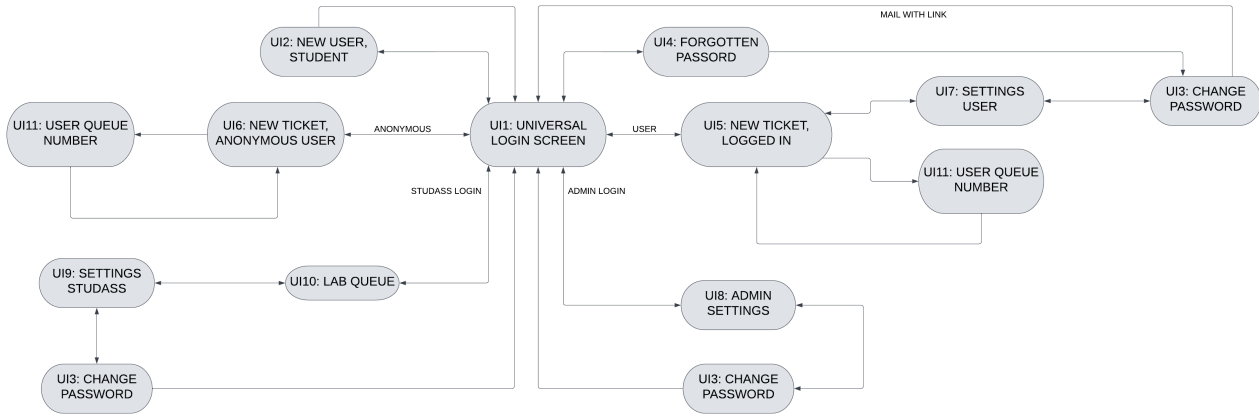 MAIL WITH LINK
UI2: NEW USER,
STUDENT
UI4: FORGOTTEN
PASSORD
UI7: SETTINGS
USER
UI3: CHANGE
PASSWORD
UI11: USER QUEUE
NUMBER
UI6: NEW TICKET,
ANONYMOUS USER
ANONYMOUS
UI1: UNIVERSAL
LOGIN SCREEN
USER
UI5: NEW TICKET,
LOGGED IN
UI11: USER QUEUE
NUMBER
STUDASS LOGIN
ADMIN LOGIN
UI9: SETTINGS
STUDASS
UI10: LAB QUEUE
UI8: ADMIN
SETTINGS
UI3: CHANGE
PASSWORD
UI3: CHANGE
PASSWORD